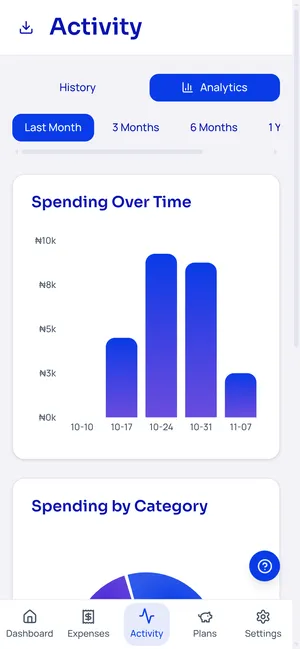 Activity
History
Analytics
Last Month
3 Months
6 Months
1 Y
Spending Over Time
₦10k
₦8k
₦5k
₦3k
₦0k
10-10
10-17
10-24
10-31
11-07
Spending by Category
Dashboard
Expenses
Activity
Plans
Settings